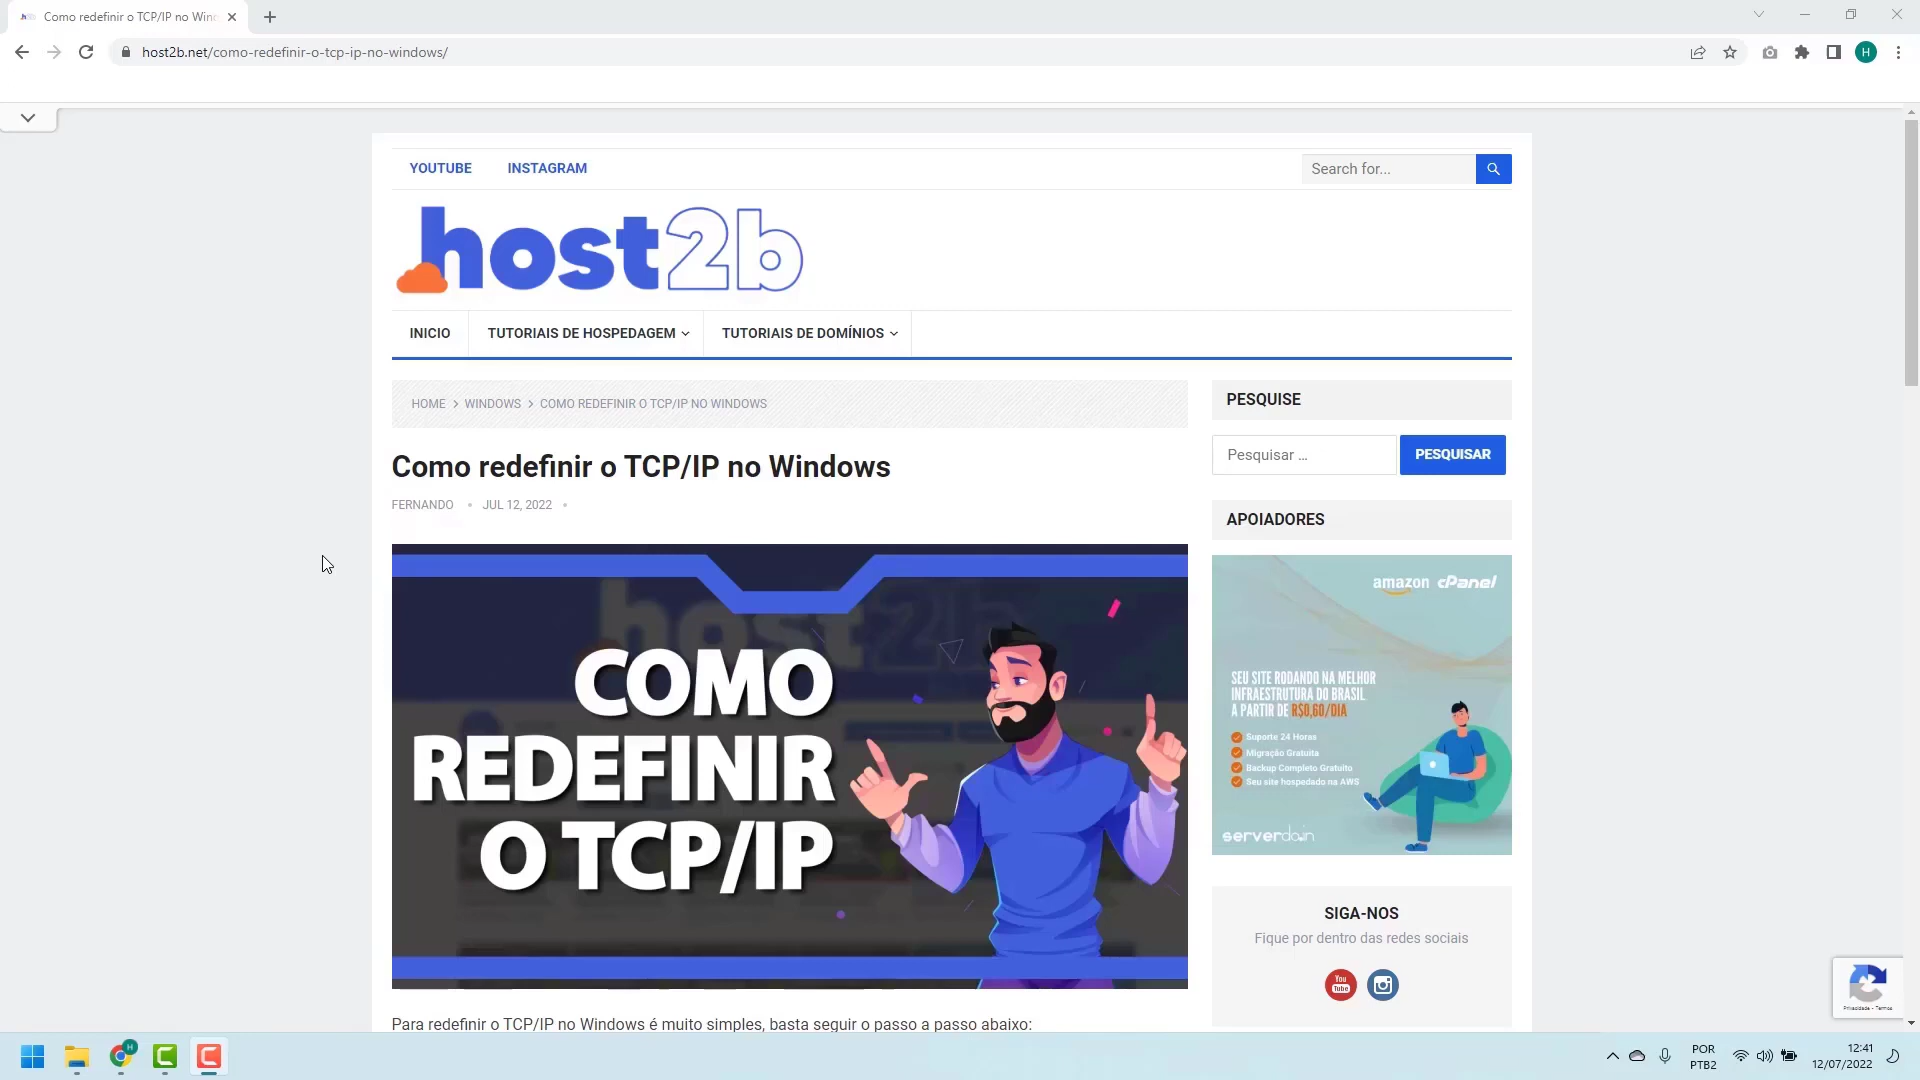 Como redefinir o TCP/IP no Wind
host2b.net/como-redefinir-o-tcp-ip-no-windows/
H
YOUTUBE
INSTAGRAM
Search for...
host2b
INICIO
TUTORIAIS DE HOSPEDAGEM
TUTORIAIS DE DOMÍNIOS
HOME > WINDOWS > COMO REDEFINIR O TCP/IP NO WINDOWS
Como redefinir o TCP/IP no Windows
FERNANDO • JUL 12, 2022 •
COMO
REDEFINIR
O TCP/IP
Para redefinir o TCP/IP no Windows é muito simples, basta seguir o passo a passo abaixo:
PESQUISE
Pesquisar …
PESQUISAR
APOIADORES
amazon cPanel
SEU SITE RODANDO NA MELHOR
INFRAESTRUTURA DO BRASIL
A PARTIR DE R$0,60/DIA
Suporte 24 Horas
Migração Gratuita
Backup Completo Gratuito
Seu site hospedado na AWS
serverdo.in
SIGA-NOS
Fique por dentro das redes sociais
You
Tube
Privacidade - Termos
H
POR
PTB2
12:41
12/07/2022